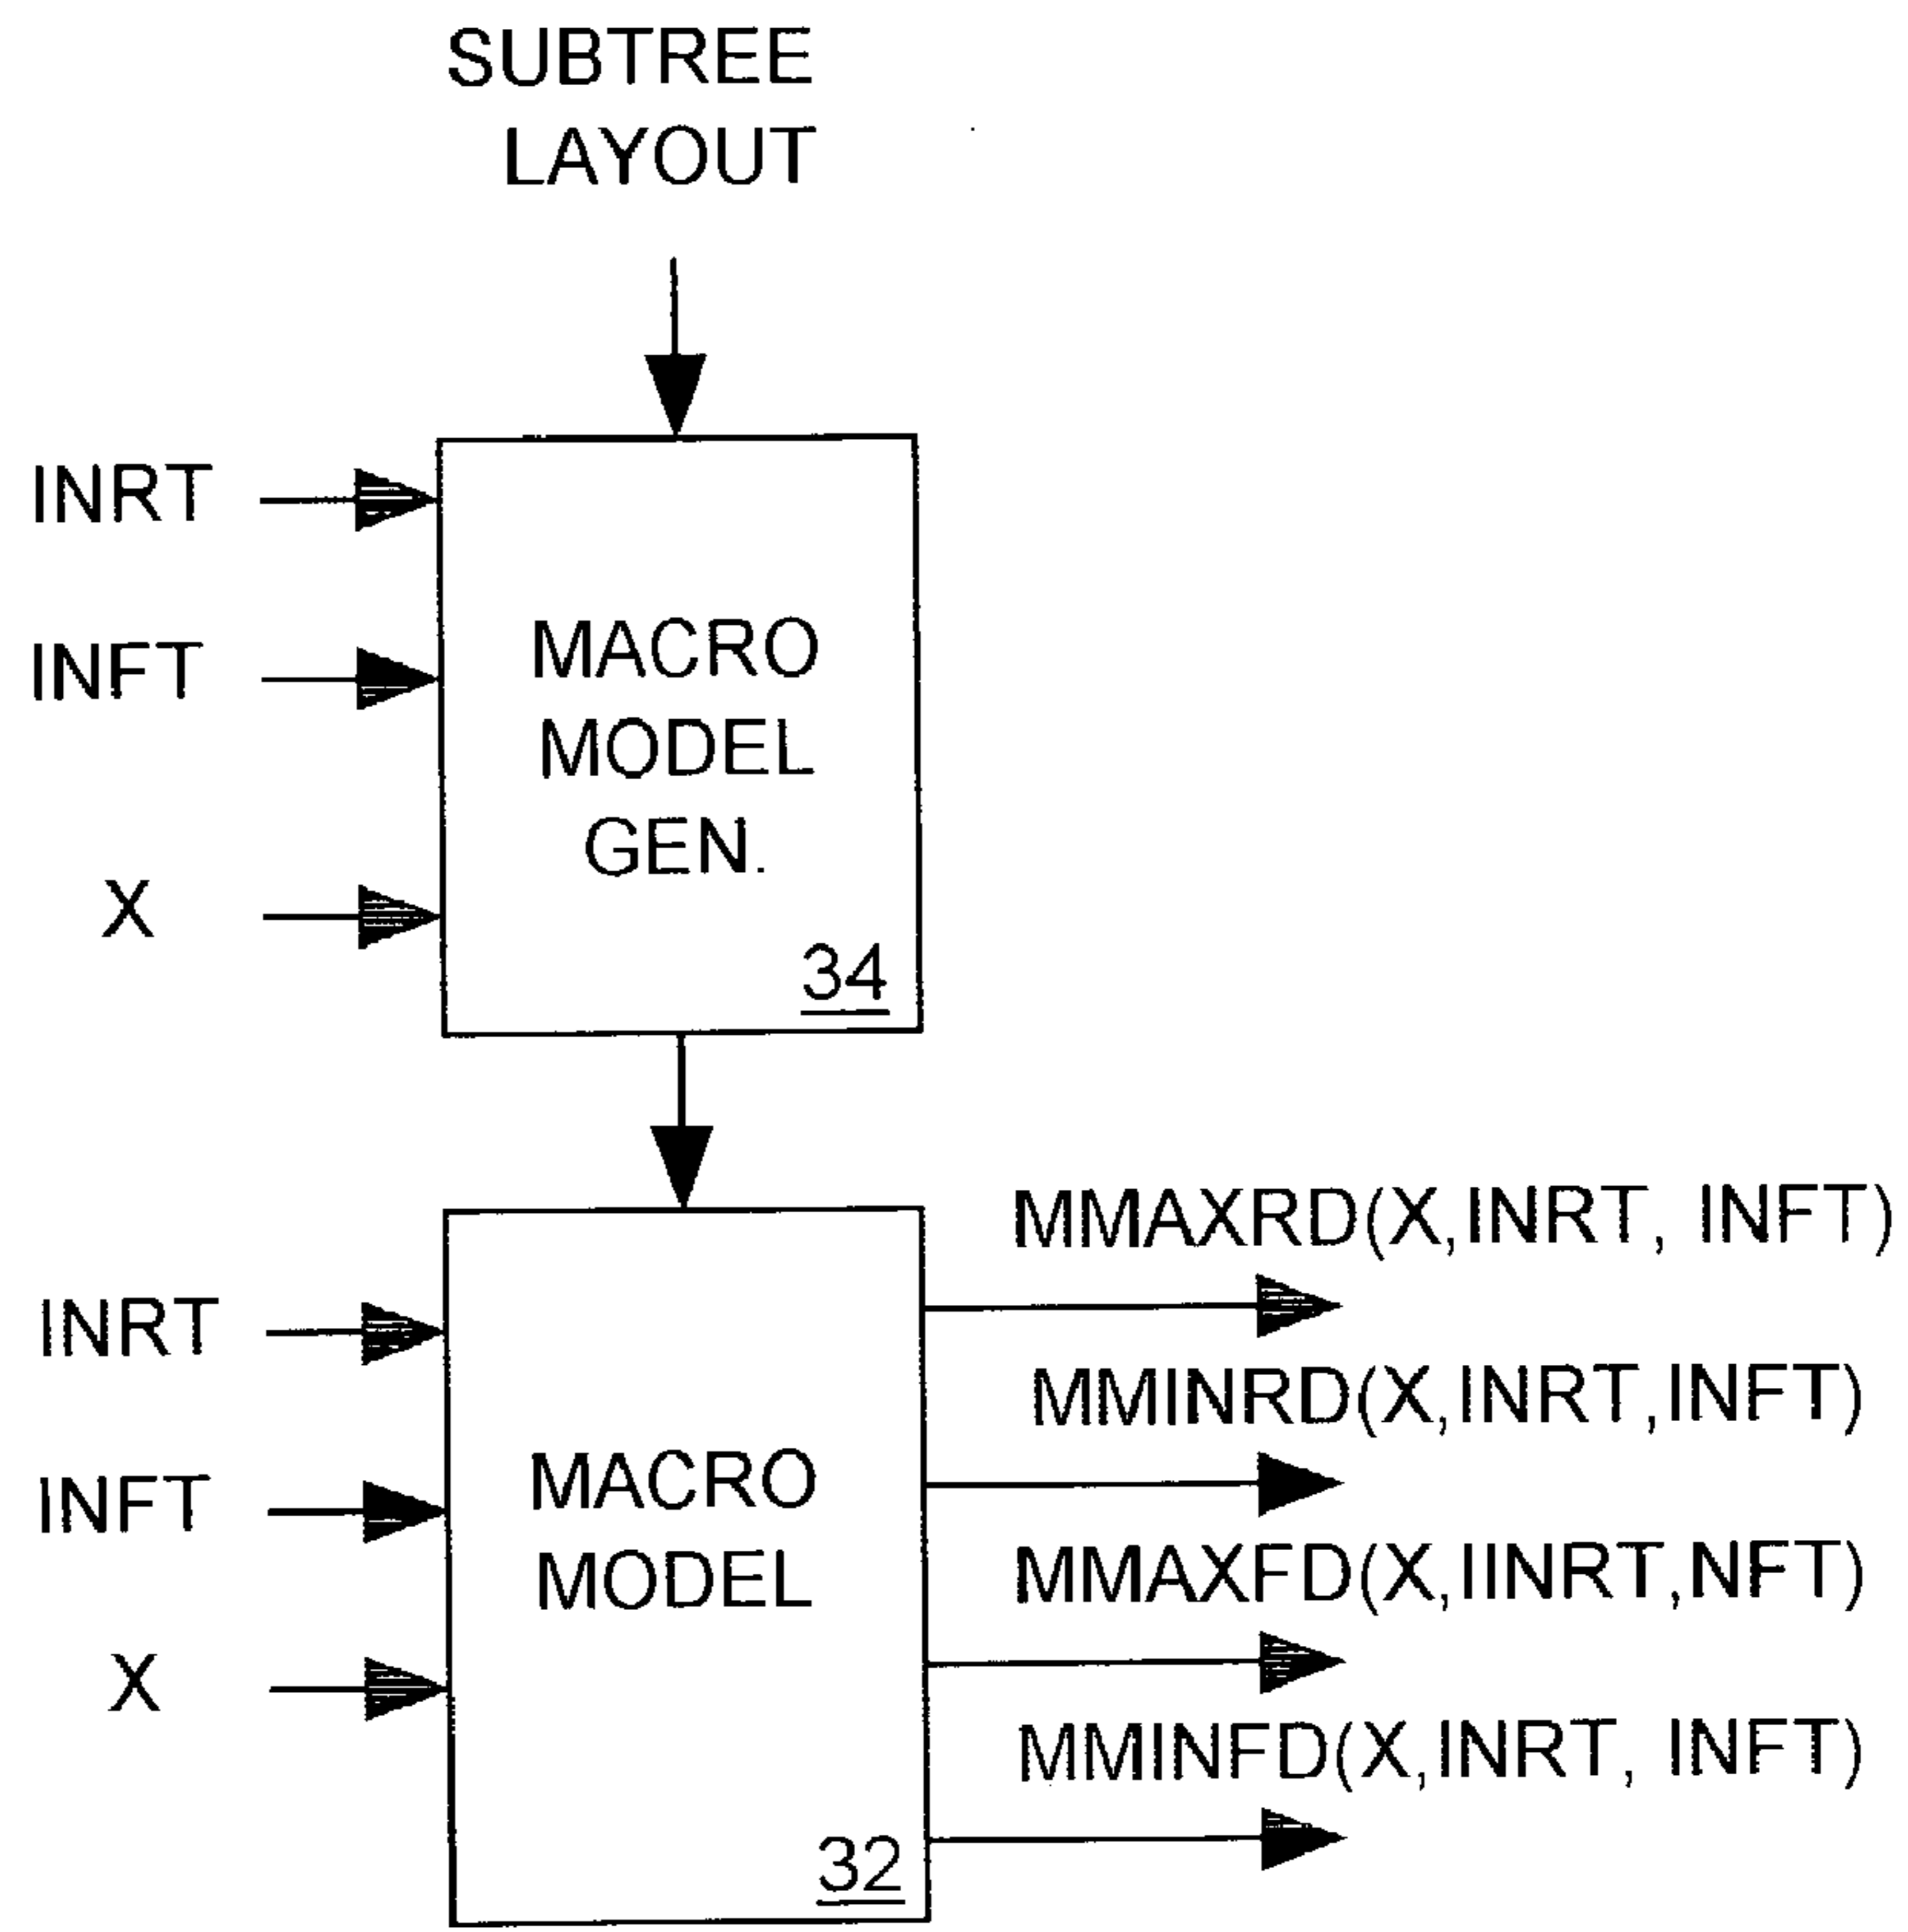 SUBTREE
LAYOUT
INRT
INFT
MACRO
MODEL
GEN.
X
34
MMAXRD(X,INRT, INFT)
INRT
MMINRD(X,INRT,INFT)
INFT
MACRO
MODEL
MMAXFD(X,IINRT,NFT)
X
MMINFD(X,INRT, INFT)
32